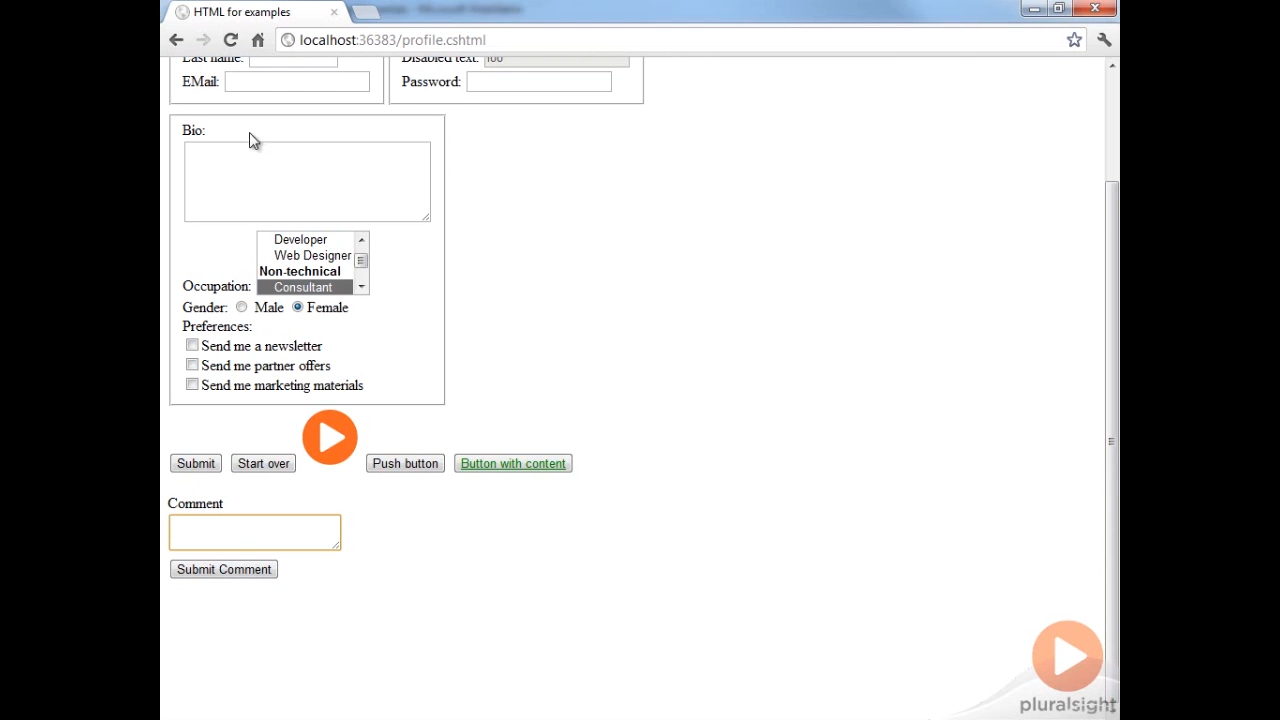 HTML for examples
localhost:36383/profile.cshtml
Last name: Disabled text: foo
EMail: Password:
Bio:
Developer
Web Designer
Non-technical
Occupation: Consultant
Gender: Male Female
Preferences:
Send me a newsletter
Send me partner offers
Send me marketing materials
Submit Start over Push button Button with content
Comment
Submit Comment
pluralsight